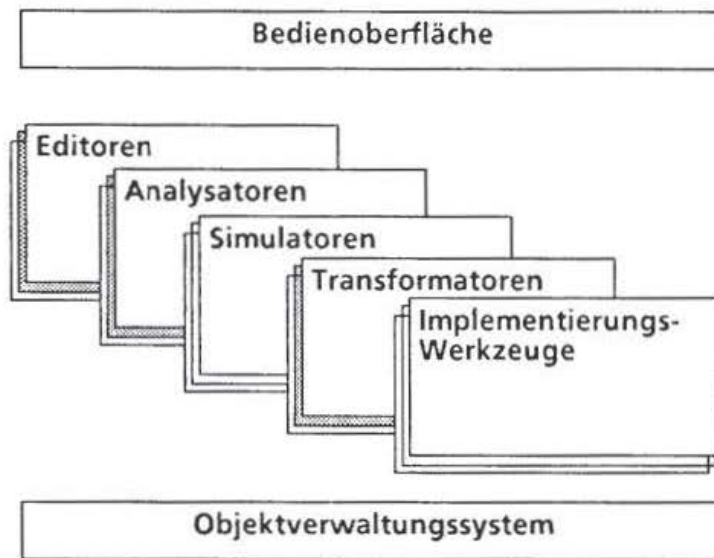 Bedienoberfläche
Editoren
Analysatoren
Simulatoren
Transformatoren
Implementierungs-
Werkzeuge
Objektverwaltungssystem